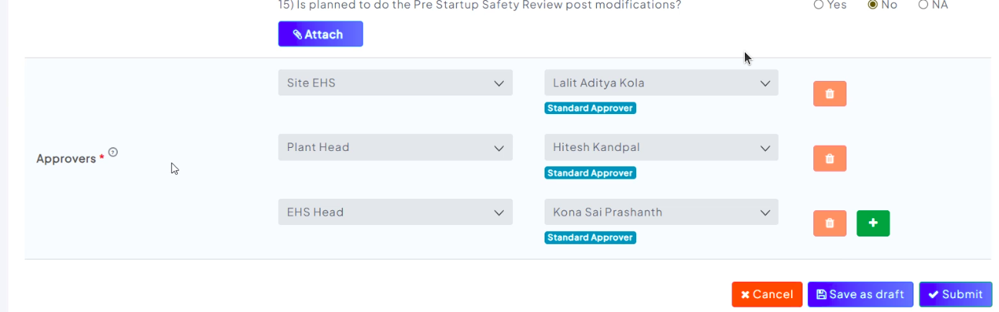 15) Is planned to do the Pre Startup Safety Review post modifications?
Yes No NA
Attach
Site EHS
Lalit Aditya Kola
Standard Approver
Plant Head
Hitesh Kandpal
Standard Approver
Approvers * ?
EHS Head
Kona Sai Prashanth
Standard Approver
Cancel
Save as draft
Submit